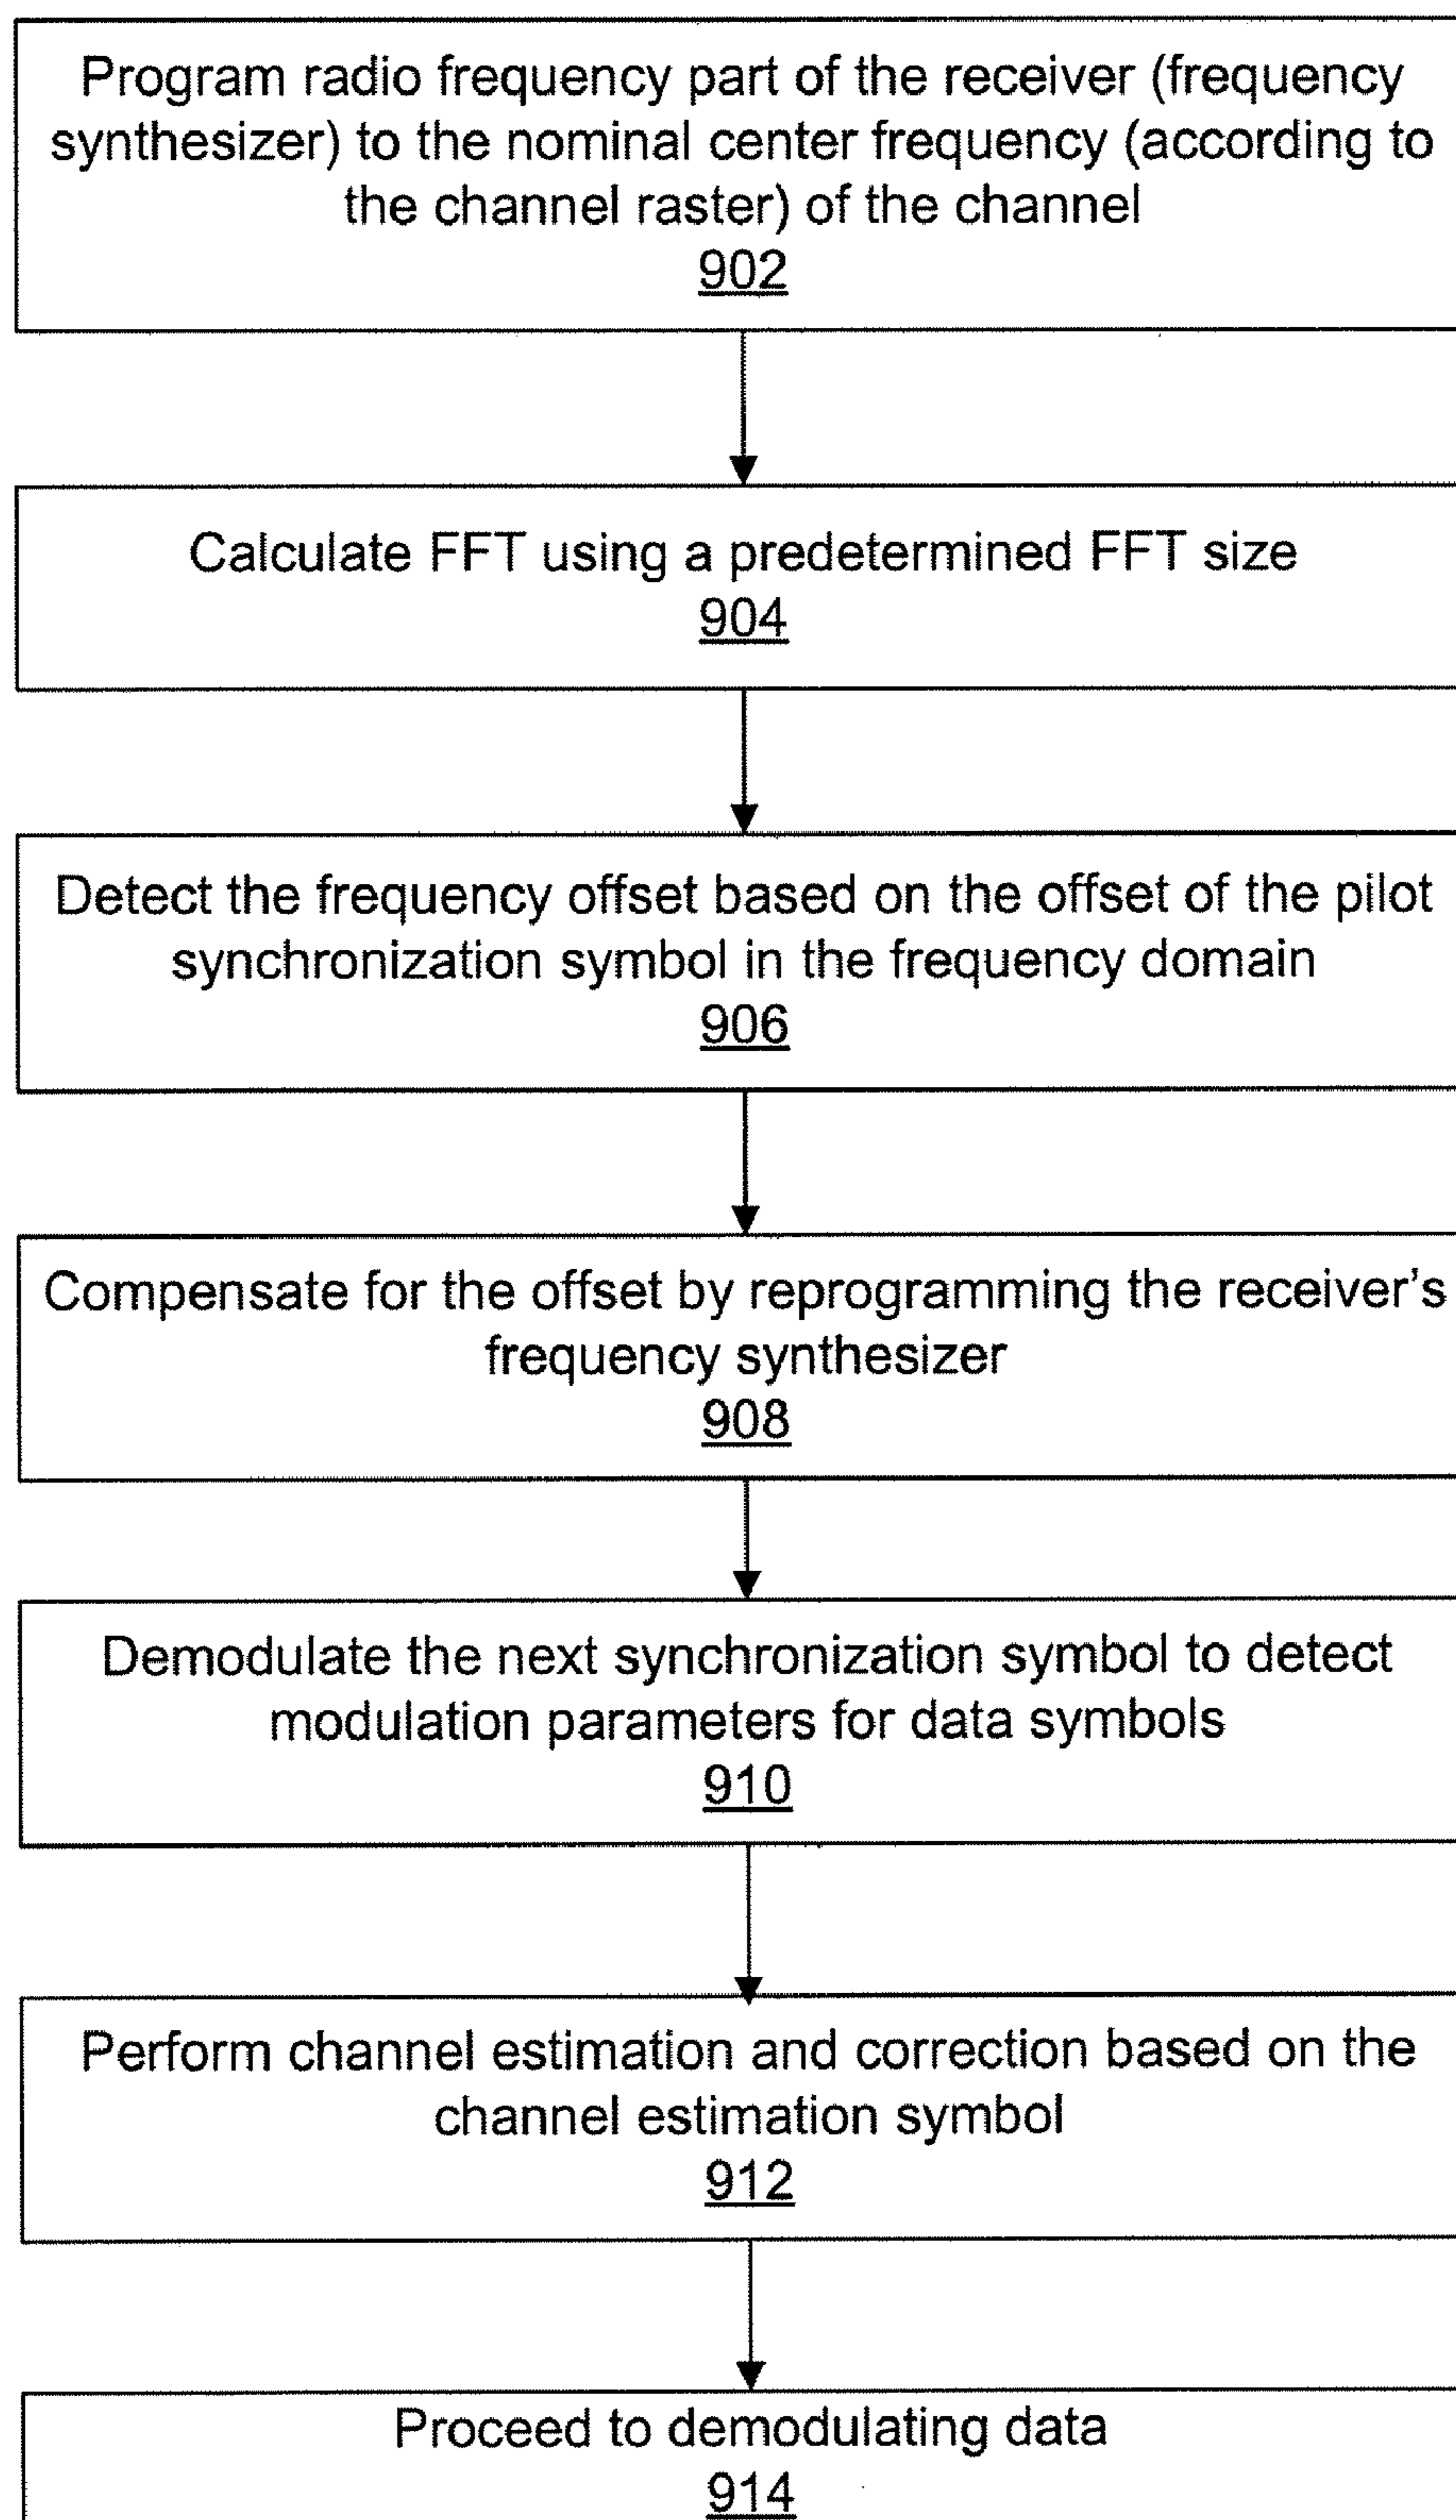 Program radio frequency part of the receiver (frequency
synthesizer) to the nominal center frequency (according to
the channel raster) of the channel
902
Calculate FFT using a predetermined FFT size
904
Detect the frequency offset based on the offset of the pilot
synchronization symbol in the frequency domain
906
Compensate for the offset by reprogramming the receiver's
frequency synthesizer
908
Demodulate the next synchronization symbol to detect
modulation parameters for data symbols
910
Perform channel estimation and correction based on the
channel estimation symbol
912
Proceed to demodulating data
914